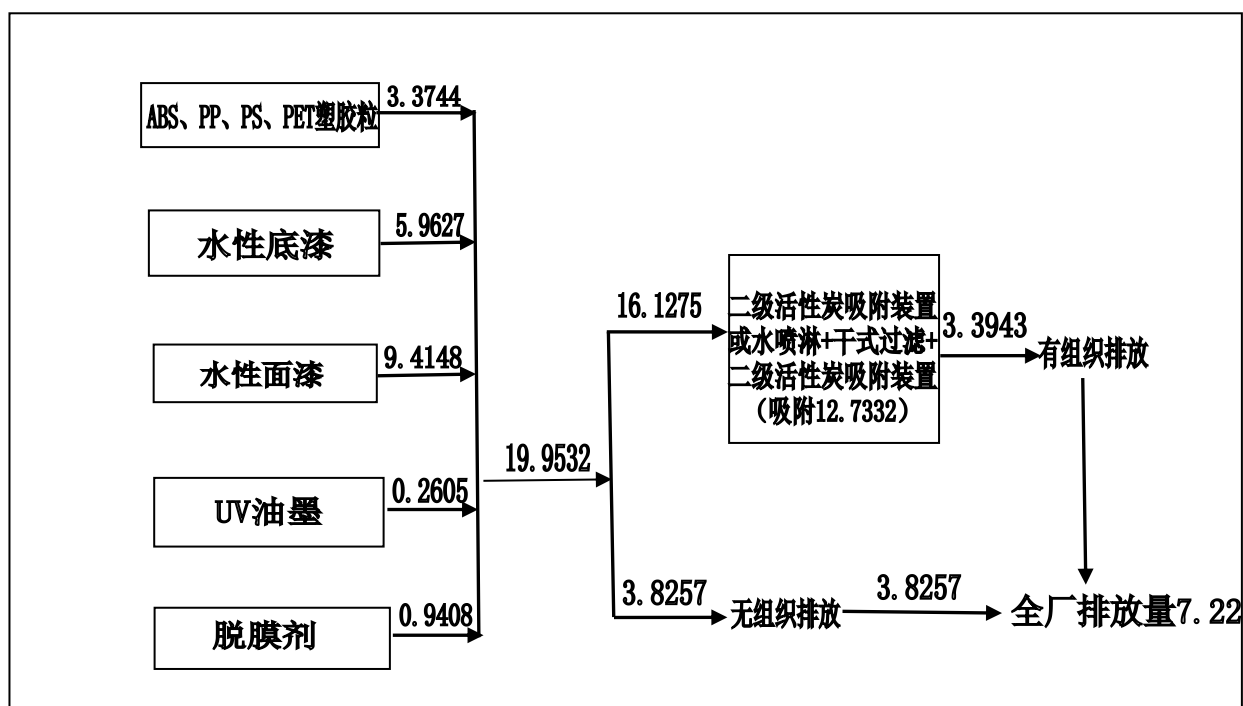 ABS、PP、PS、PET塑胶粒
3.3744
水性底漆
5.9627
水性面漆
9.4148
UV油墨
0.2605
脱膜剂
0.9408
19.9532
16.1275
二级活性炭吸附装置
或水喷淋+干式过滤+
二级活性炭吸附装置
（吸附12.7332）
3.3943
有组织排放
3.8257
无组织排放
3.8257
全厂排放量7.22